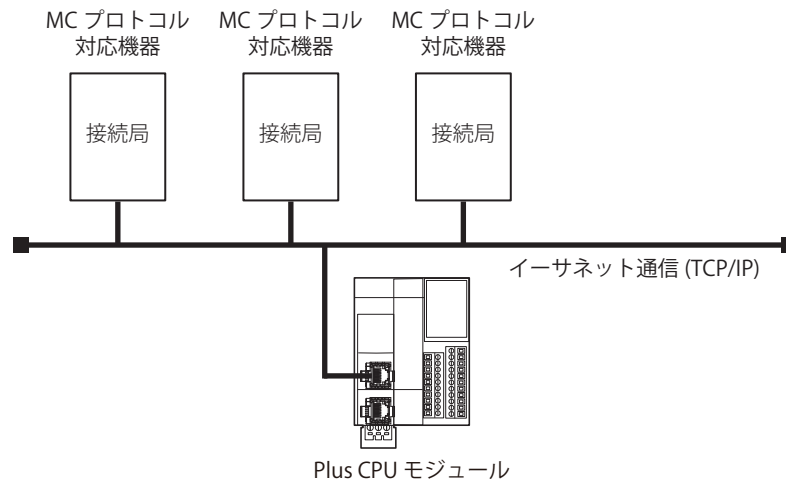 MC プロトコル
対応機器
MC プロトコル
対応機器
MC プロトコル
対応機器
接続局
接続局
接続局
イーサネット通信 (TCP/IP)
Plus CPU モジュール